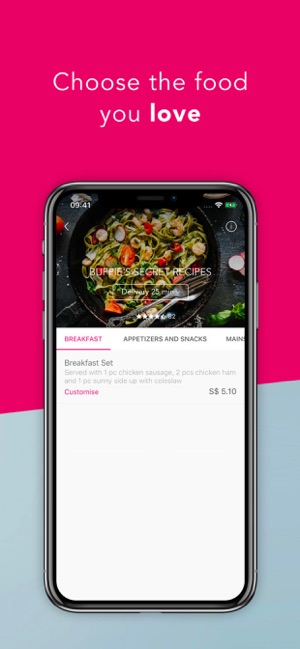 Choose the food
you love
09:41
BUFFIE'S SECRET RECIPES
Delivery 25 mins
BREAKFAST APPETIZERS AND SNACKS MAINS
Breakfast Set
Served with 1 pc chicken sausage, 2 pcs chicken ham
and 1 pc sunny side up with coleslaw
Customise S$ 5.10